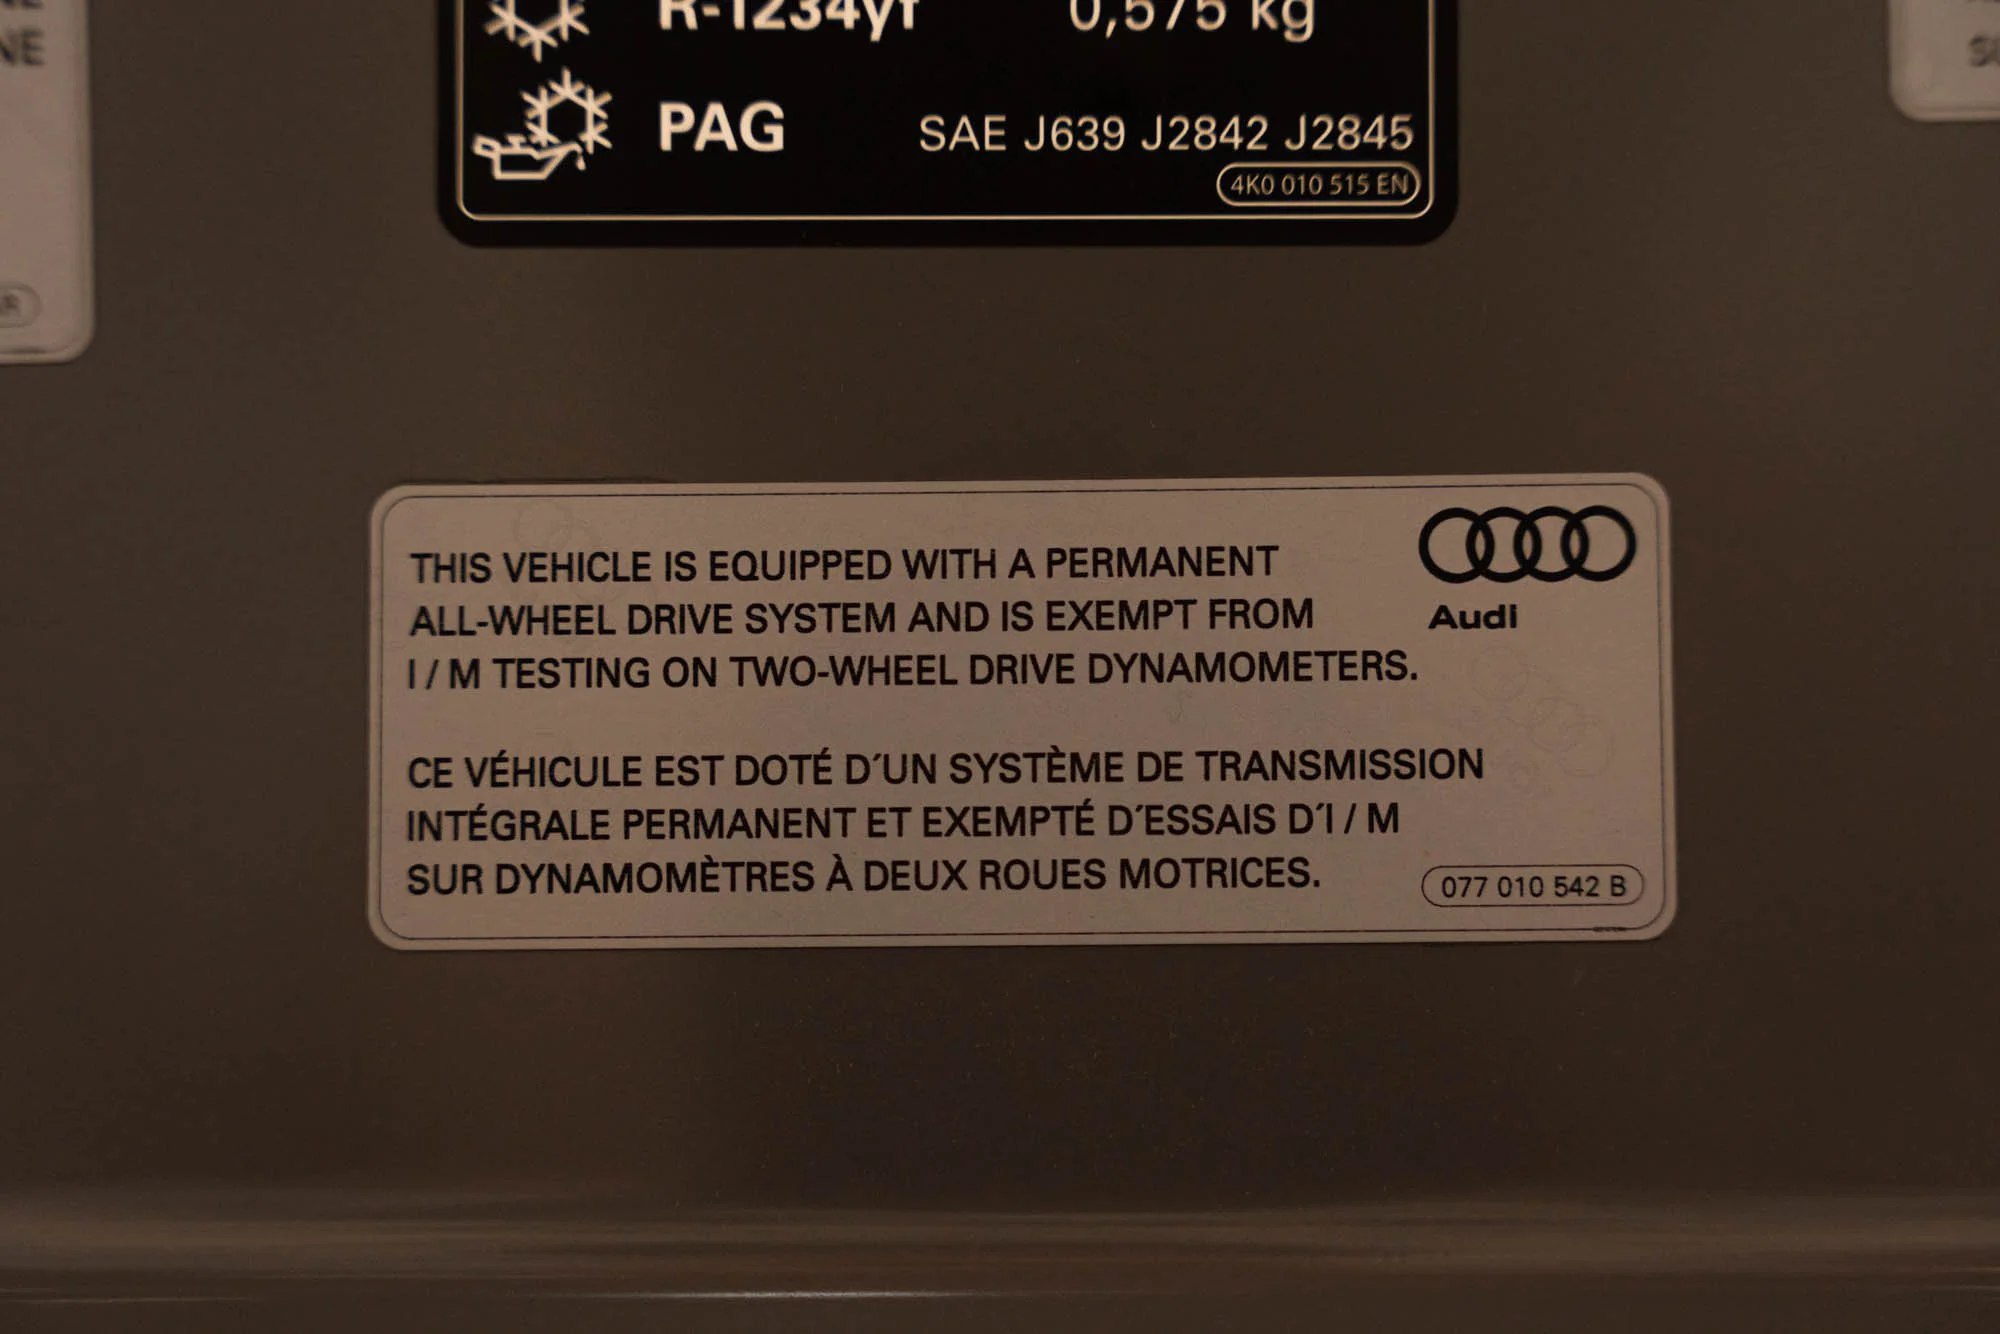 NE
R-1234yf 0,575 kg
PAG SAE J639 J2842 J2845
4K0 010 515 EN
THIS VEHICLE IS EQUIPPED WITH A PERMANENT
ALL-WHEEL DRIVE SYSTEM AND IS EXEMPT FROM
I / M TESTING ON TWO-WHEEL DRIVE DYNAMOMETERS.
Audi
CE VÉHICULE EST DOTÉ D´UN SYSTÈME DE TRANSMISSION
INTÉGRALE PERMANENT ET EXEMPTÉ D´ESSAIS D´I / M
SUR DYNAMOMÈTRES À DEUX ROUES MOTRICES.
077 010 542 B